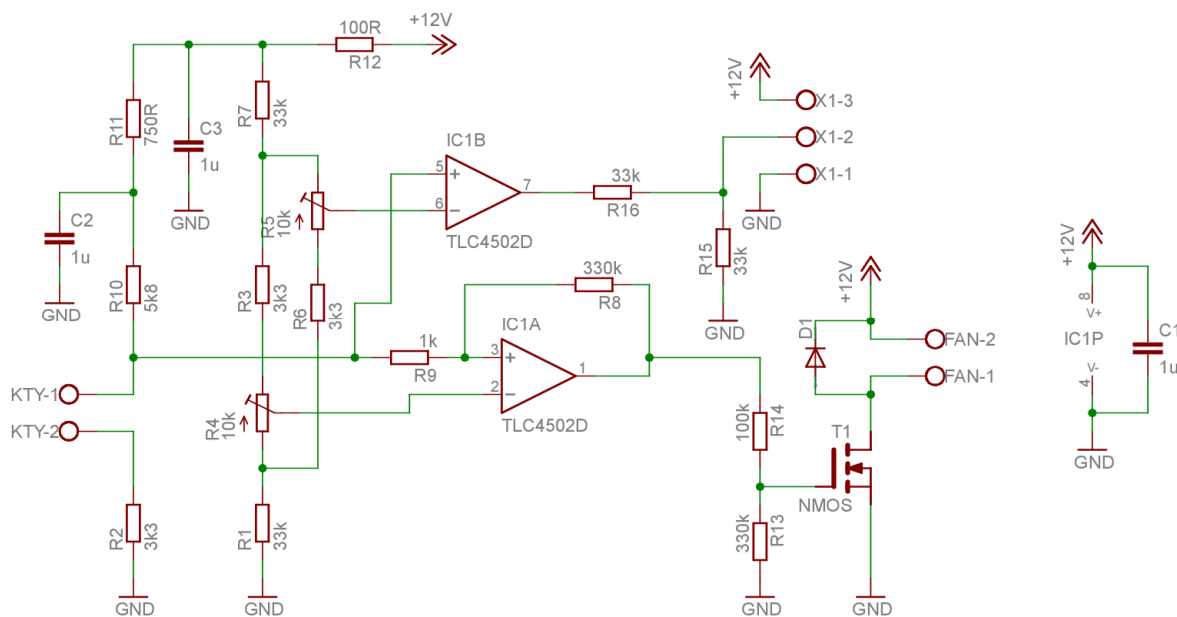 100R
+12V
R12
R11
750R
C3
1u
R7
33k
+12V
X1-3
X1-2
X1-1
GND
IC1B
5
+
6
−
7
TLC4502D
33k
R16
GND
C2
1u
GND
R10
5k8
R5
10k
R3
3k3
R6
3k3
R15
33k
GND
330k
R8
+12V
D1
FAN-2
FAN-1
+12V
8
V+
IC1P
V-
4
C1
1u
GND
1k
R9
IC1A
3
+
2
−
1
TLC4502D
KTY-1
KTY-2
R4
10k
100k
R14
T1
NMOS
R2
3k3
R1
33k
330k
R13
GND
GND
GND
GND